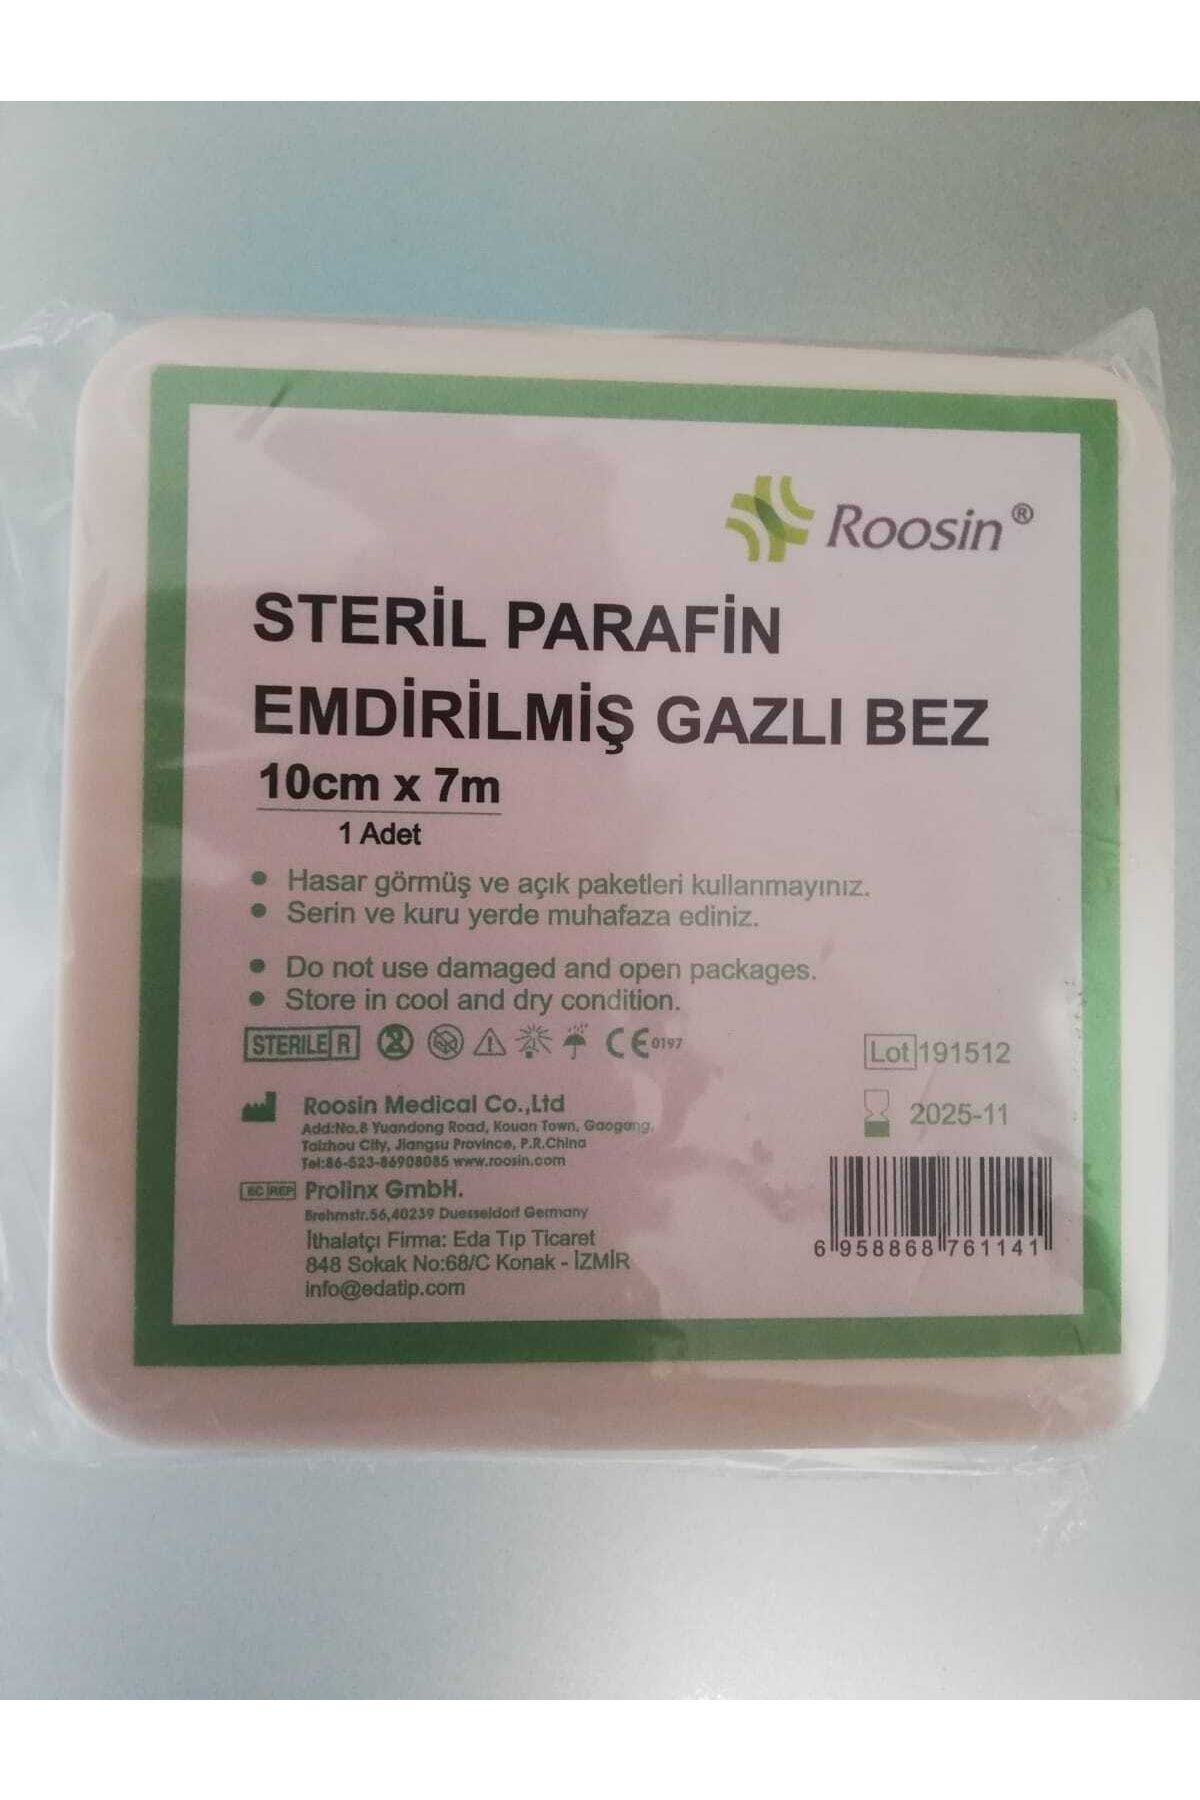 Roosin®
STERİL PARAFİN
EMDİRİLMİŞ GAZLI BEZ
10cm x 7m
1 Adet
● Hasar görmüş ve açık paketleri kullanmayınız.
● Serin ve kuru yerde muhafaza ediniz.
● Do not use damaged and open packages.
● Store in cool and dry condition.
STERILE R 2 CE 0197
Lot 191512
2025-11
Roosin Medical Co.,Ltd
Add:No.8 Yuandong Road, Kouan Town, Gaogang,
Taizhou City, Jiangsu Province, P.R.China
Tel:86-523-86908085 www.roosin.com
EC REP Prolinx GmbH.
Brehmstr.56,40239 Duesseldorf Germany
İthalatçı Firma: Eda Tıp Ticaret
848 Sokak No:68/C Konak - İZMİR
info@edatip.com
6 958868 761141